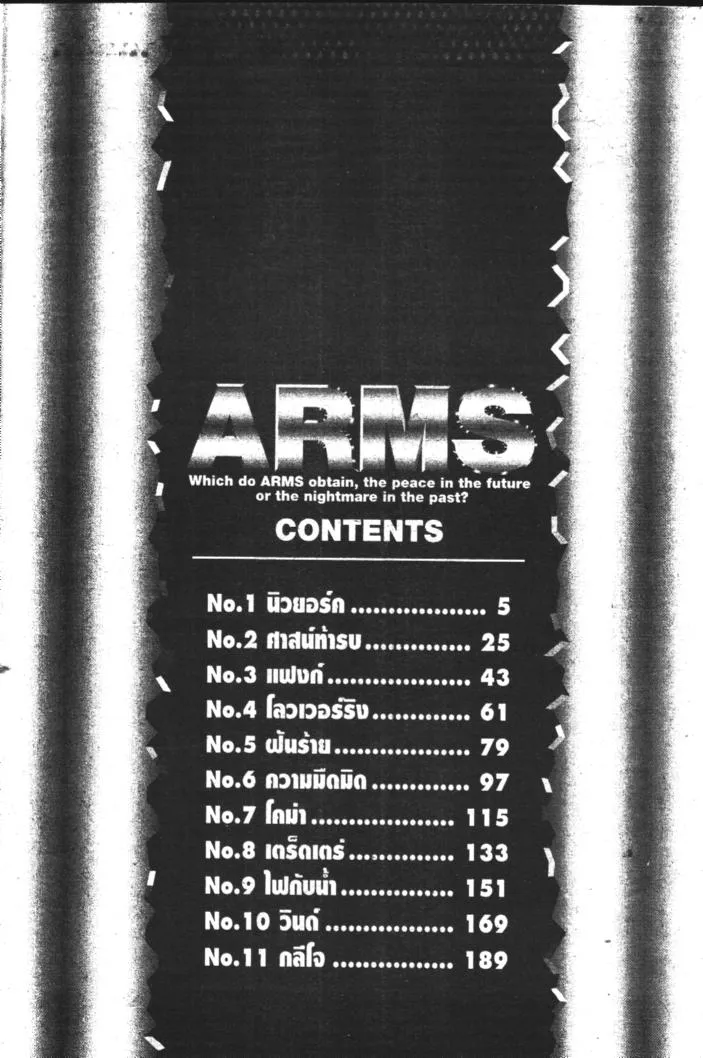 ARMS
Which do ARMS obtain, the peace in the future
or the nightmare in the past?
CONTENTS
No.1 นิวยอร์ก ................... 5
No.2 ศาสน์ท้ารบ ............... 25
No.3 แฟงก์ .................... 43
No.4 โลวเวอร์ริง ............. 61
No.5 ฝันร้าย ................... 79
No.6 ความมืดมิด ............. 97
No.7 โคม่า ................... 115
No.8 เตร็ดเตร่ .............. 133
No.9 ไฟกับน้ำ ............... 151
No.10 วินด์ .................. 169
No.11 กลีโจ ................. 189